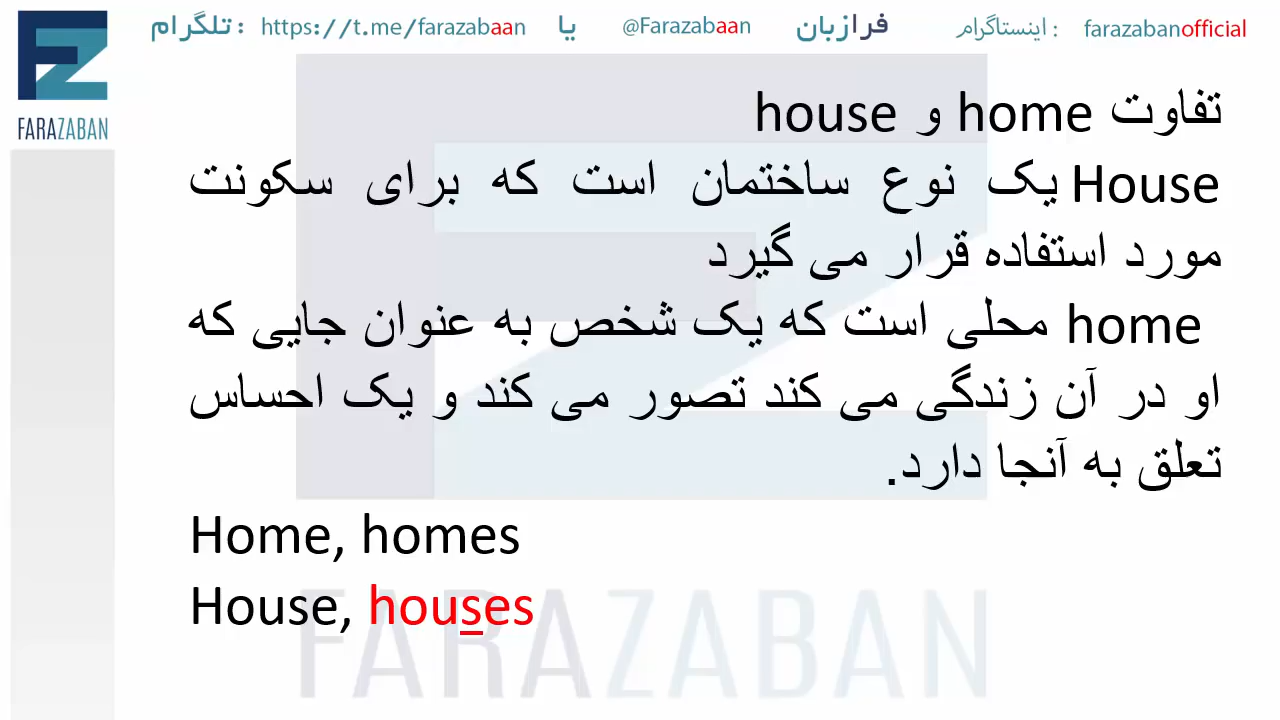 تلگرام : https://t.me/farazabaan یا @Farazabaan فرازبان اینستاگرام : farazabanofficial
FZ
FARAZABAN
تفاوت home و house
House یک نوع ساختمان است که برای سکونت
مورد استفاده قرار می گیرد
home محلی است که یک شخص به عنوان جایی که
او در آن زندگی می کند تصور می کند و یک احساس
تعلق به آنجا دارد.
Home, homes
House, houses
FARAZABAN